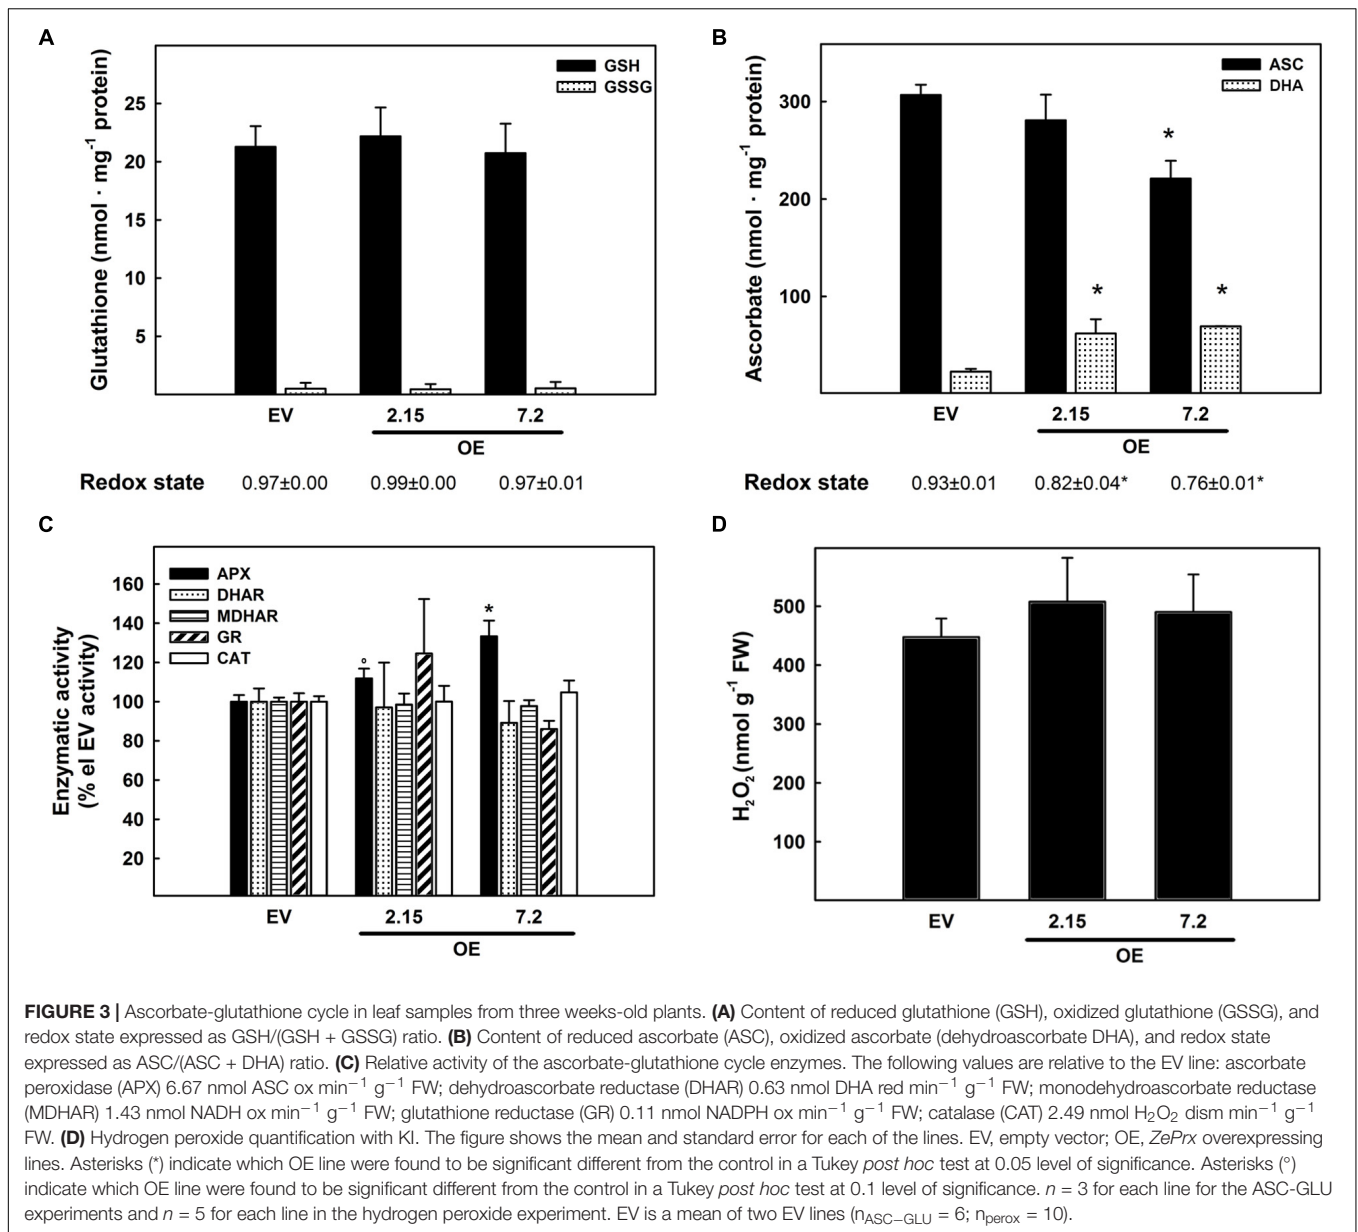 A
Glutathione (nmol · mg⁻¹ protein)
25
20
15
10
5
GSH
GSSG
EV
2.15
7.2
OE
Redox state
0.97±0.00
0.99±0.00
0.97±0.01
B
Ascorbate (nmol · mg⁻¹ protein)
300
200
100
ASC
DHA
*
*
*
EV
2.15
7.2
OE
Redox state
0.93±0.01
0.82±0.04*
0.76±0.01*
C
Enzymatic activity
(% el EV activity)
160
140
120
100
80
60
40
20
APX
DHAR
MDHAR
GR
CAT
°
*
EV
2.15
7.2
OE
D
H₂O₂ (nmol g⁻¹ FW)
500
400
300
200
100
EV
2.15
7.2
OE
FIGURE 3 | Ascorbate-glutathione cycle in leaf samples from three weeks-old plants. (A) Content of reduced glutathione (GSH), oxidized glutathione (GSSG), and
redox state expressed as GSH/(GSH + GSSG) ratio. (B) Content of reduced ascorbate (ASC), oxidized ascorbate (dehydroascorbate DHA), and redox state
expressed as ASC/(ASC + DHA) ratio. (C) Relative activity of the ascorbate-glutathione cycle enzymes. The following values are relative to the EV line: ascorbate
peroxidase (APX) 6.67 nmol ASC ox min⁻¹ g⁻¹ FW; dehydroascorbate reductase (DHAR) 0.63 nmol DHA red min⁻¹ g⁻¹ FW; monodehydroascorbate reductase
(MDHAR) 1.43 nmol NADH ox min⁻¹ g⁻¹ FW; glutathione reductase (GR) 0.11 nmol NADPH ox min⁻¹ g⁻¹ FW; catalase (CAT) 2.49 nmol H₂O₂ dism min⁻¹ g⁻¹
FW. (D) Hydrogen peroxide quantification with KI. The figure shows the mean and standard error for each of the lines. EV, empty vector; OE, ZePrx overexpressing
lines. Asterisks (*) indicate which OE line were found to be significant different from the control in a Tukey post hoc test at 0.05 level of significance. Asterisks (°)
indicate which OE line were found to be significant different from the control in a Tukey post hoc test at 0.1 level of significance. n = 3 for each line for the ASC-GLU
experiments and n = 5 for each line in the hydrogen peroxide experiment. EV is a mean of two EV lines (nASC−GLU = 6; nperox = 10).